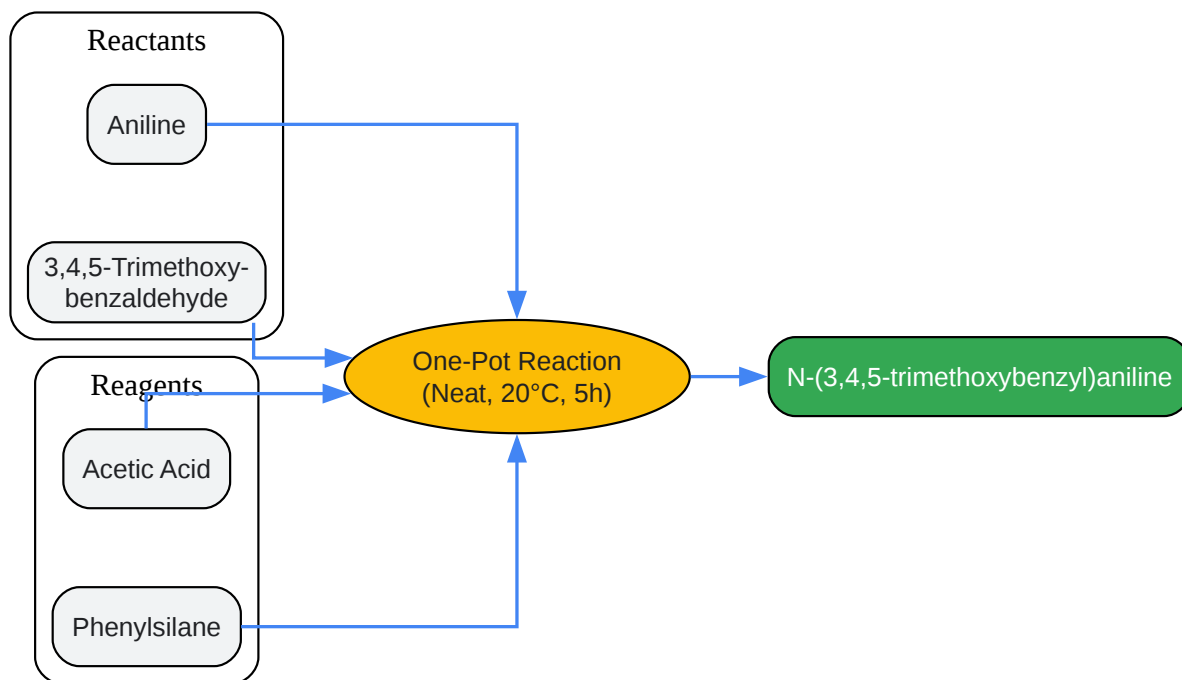 Reactants
Aniline
3,4,5-Trimethoxy-
benzaldehyde
One-Pot Reaction
(Neat, 20°C, 5h)
N-(3,4,5-trimethoxybenzyl)aniline
Reagents
Acetic Acid
Phenylsilane